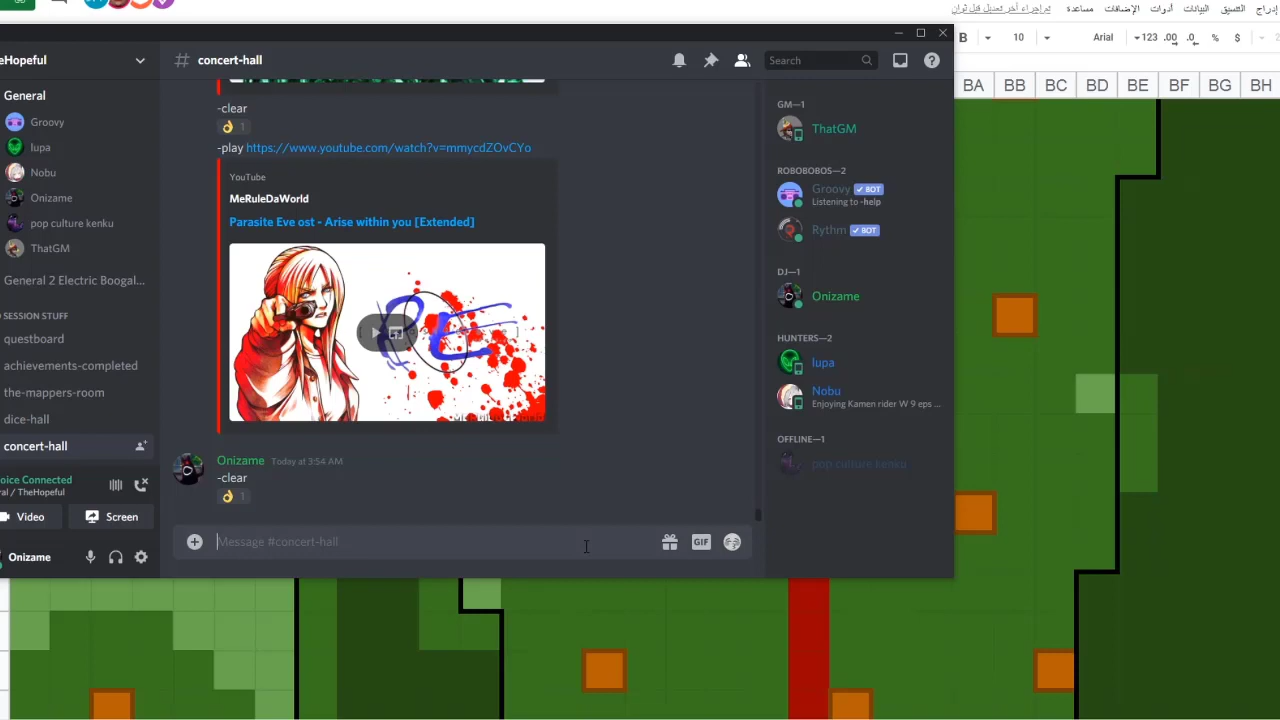 إدراج
التنسيق
البيانات
أدوات
الإضافات
مساعدة
تم إجراء آخر تعديل قبل ثوانٍ
B
10
Arial
123
.00
.0
%
$
BA
BB
BC
BD
BE
BF
BG
BH
eHopeful
# concert-hall
Search
General
Groovy
lupa
Nobu
Onizame
pop culture kenku
ThatGM
General 2 Electric Boogal...
SESSION STUFF
questboard
achievements-completed
the-mappers-room
dice-hall
concert-hall
oice Connected
ral / TheHopeful
Video
Screen
Onizame
-clear
1
-play https://www.youtube.com/watch?v=mmycdZOvCYo
YouTube
MeRuleDaWorld
Parasite Eve ost - Arise within you [Extended]
Onizame Today at 3:54 AM
-clear
1
Message #concert-hall
GIF
GM—1
ThatGM
ROBOBOBOS—2
Groovy BOT
Listening to -help
Rythm BOT
DJ—1
Onizame
HUNTERS—2
lupa
Nobu
Enjoying Kamen rider W 9 eps ...
OFFLINE—1
pop culture kenku